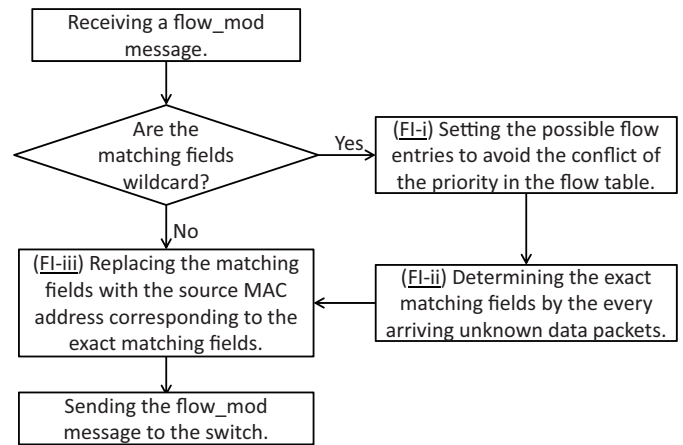 Receiving a flow_mod
message.
Are the
matching fields
wildcard?
Yes
(FI-i) Setting the possible flow
entries to avoid the conflict of
the priority in the flow table.
No
(FI-iii) Replacing the matching
fields with the source MAC
address corresponding to the
exact matching fields.
(FI-ii) Determining the exact
matching fields by the every
arriving unknown data packets.
Sending the flow_mod
message to the switch.